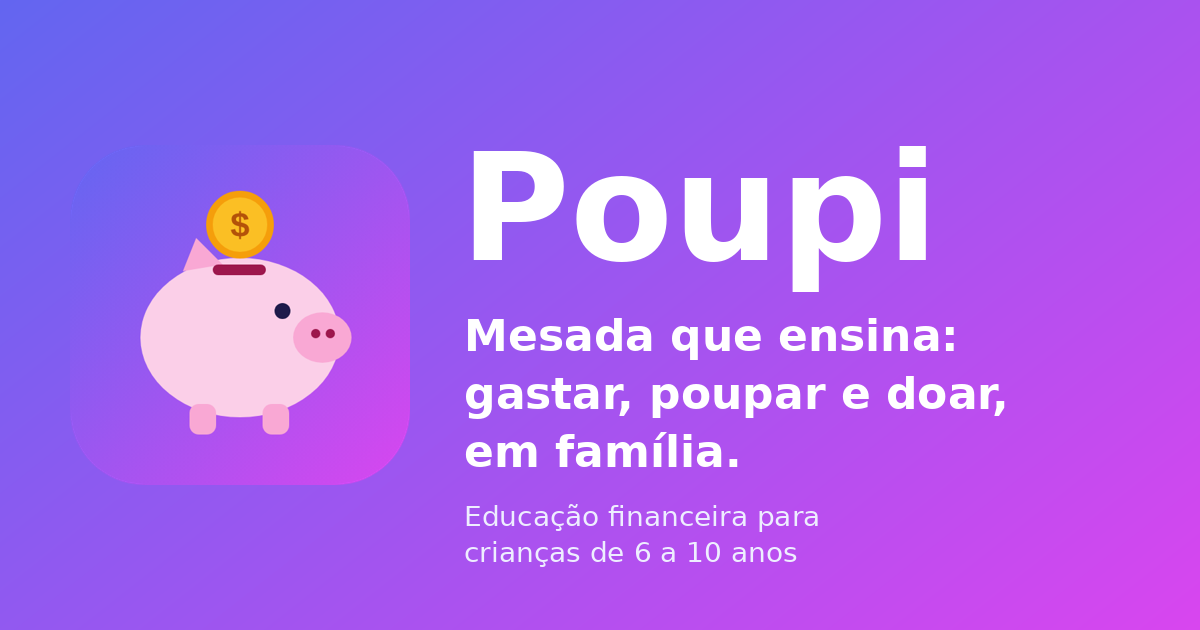 $
Poupi
Mesada que ensina:
gastar, poupar e doar,
em família.
Educação financeira para
crianças de 6 a 10 anos